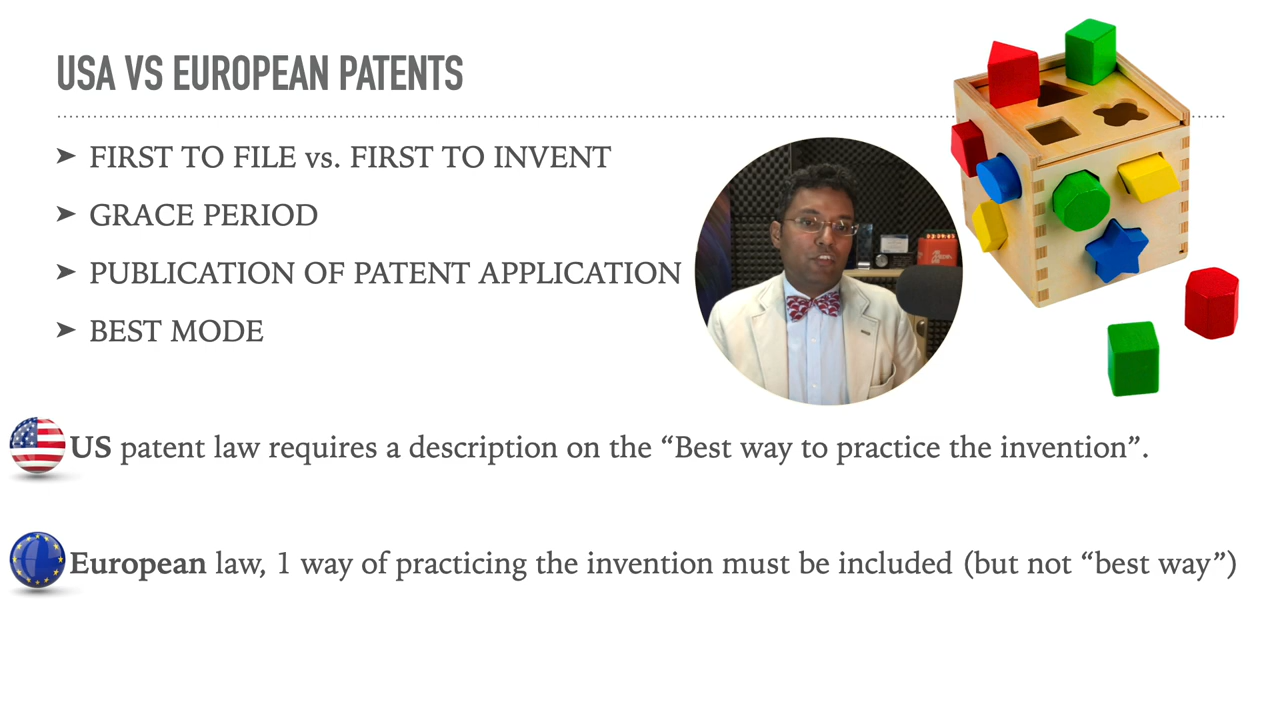 USA VS EUROPEAN PATENTS
➤ FIRST TO FILE vs. FIRST TO INVENT
➤ GRACE PERIOD
➤ PUBLICATION OF PATENT APPLICATION
➤ BEST MODE
US patent law requires a description on the “Best way to practice the invention”.
European law, 1 way of practicing the invention must be included (but not “best way”)